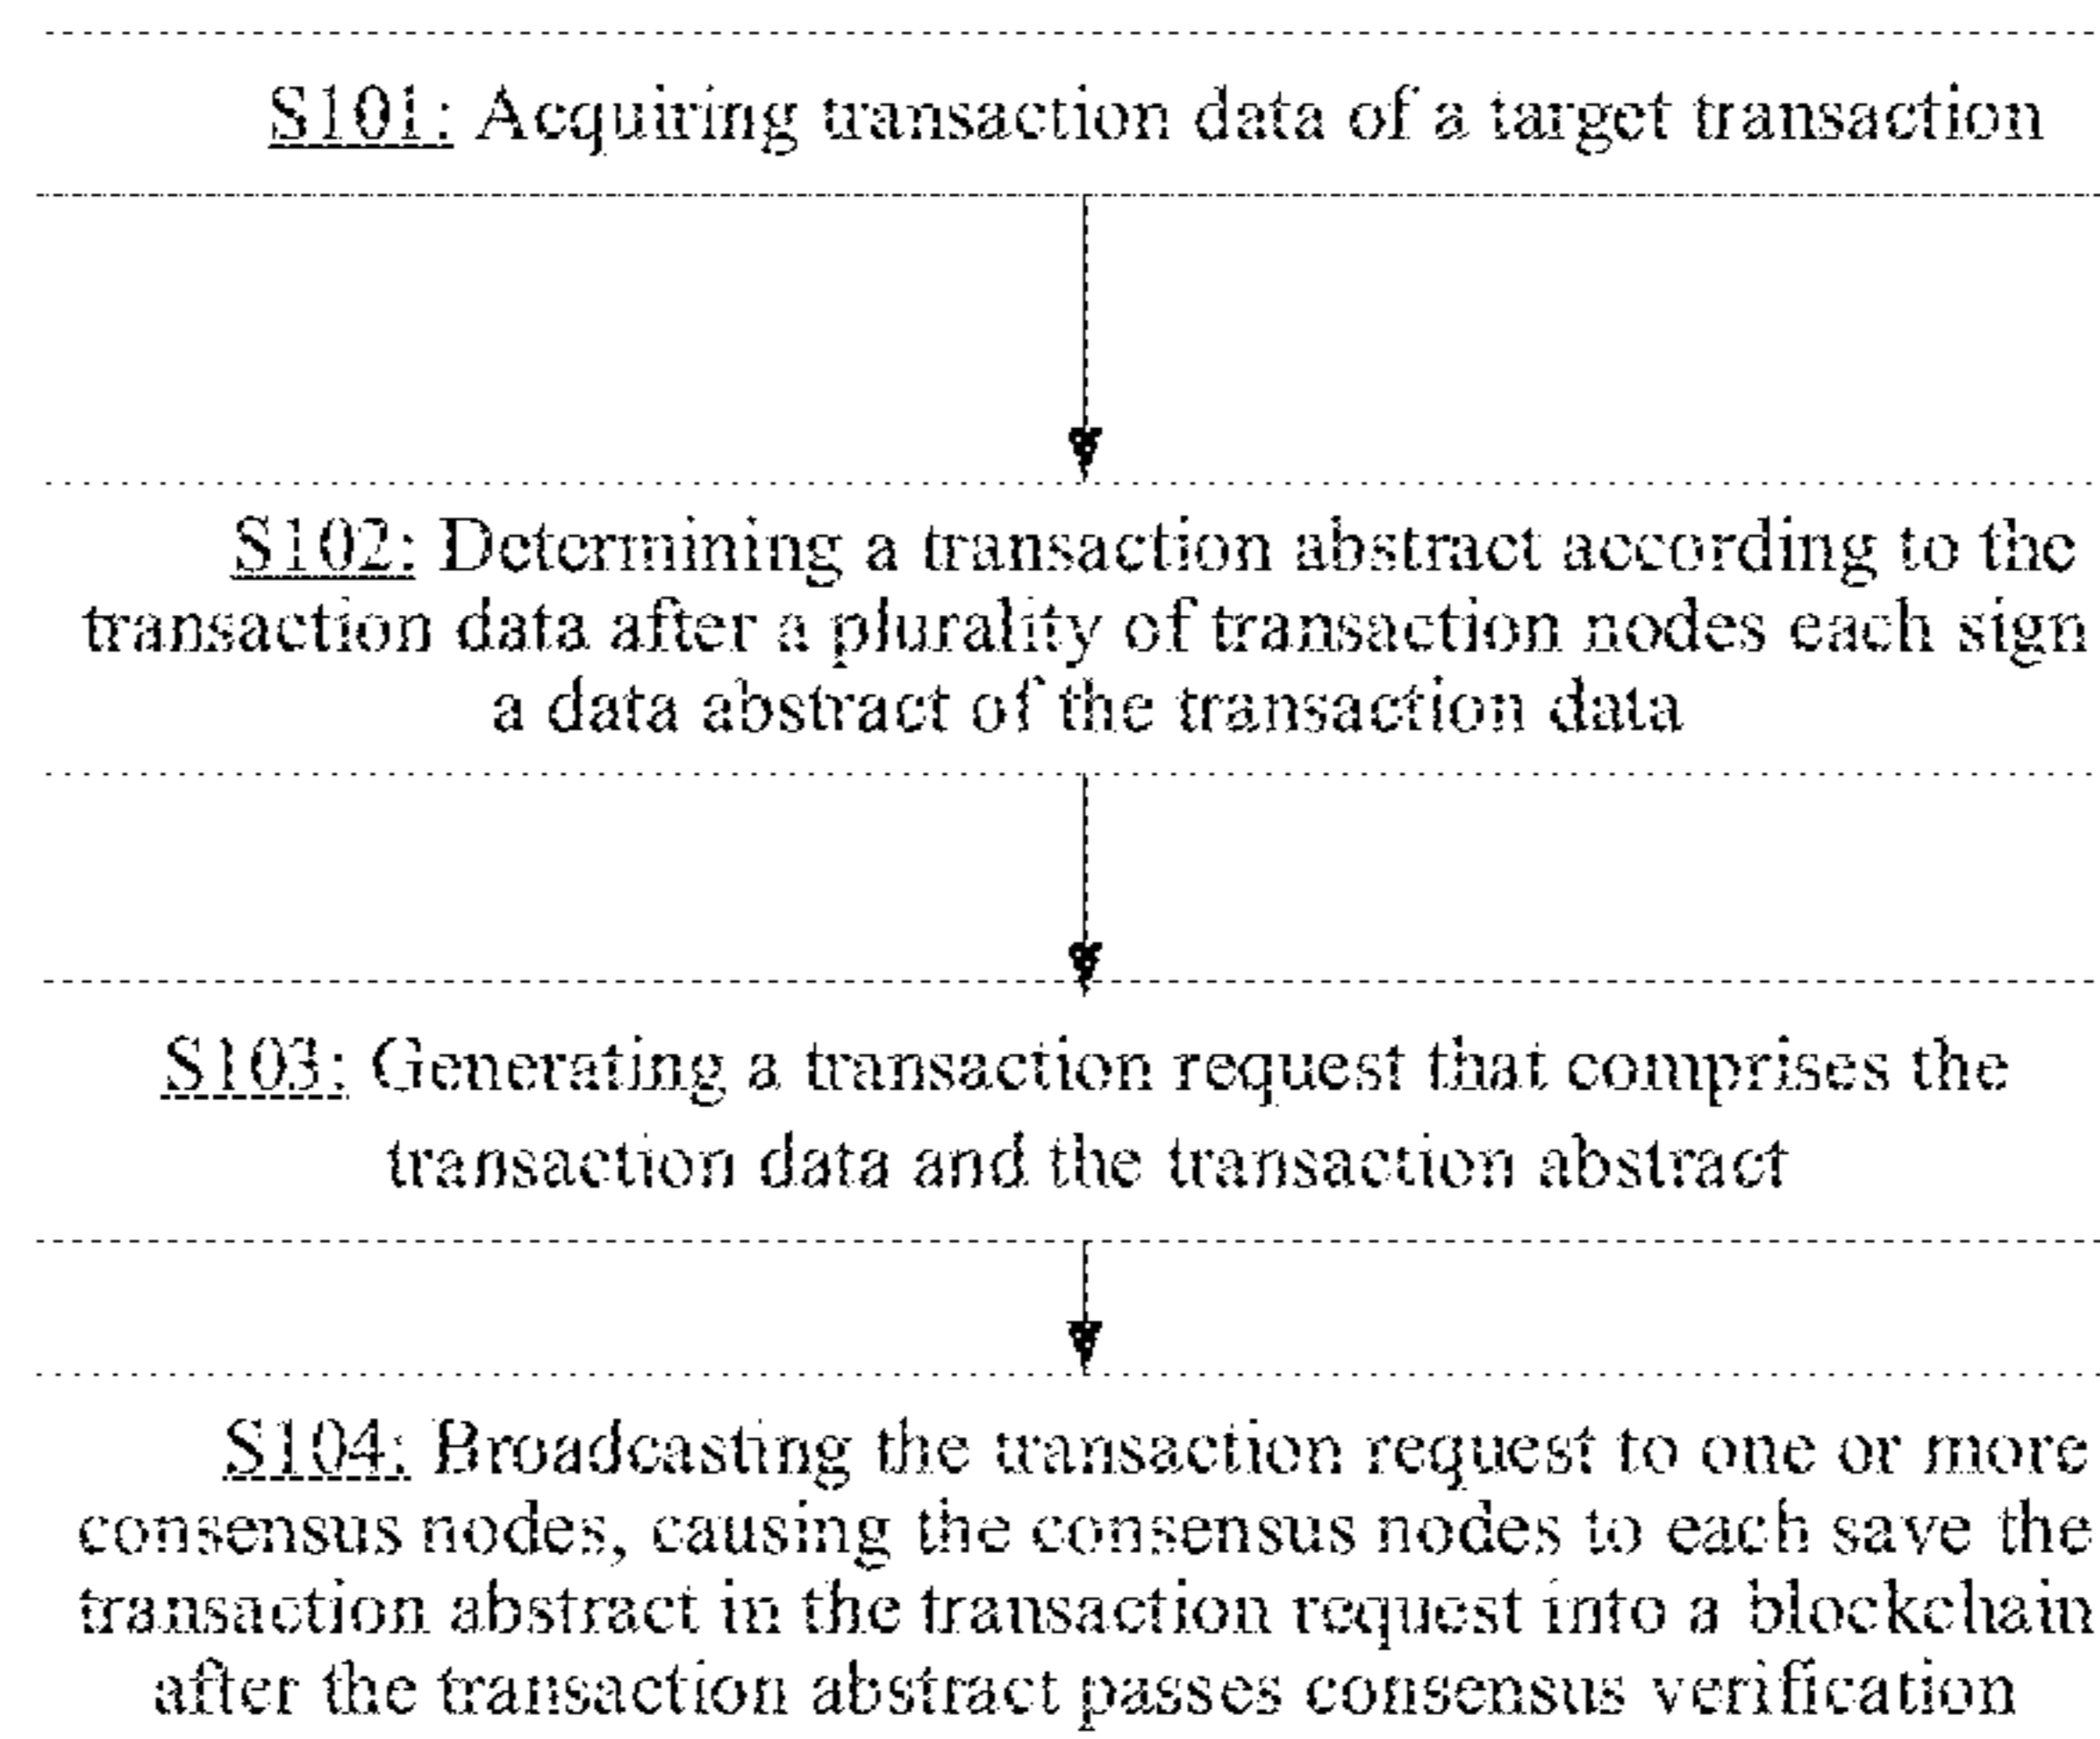 S101: Acquiring transaction data of a target transaction
S102: Determining a transaction abstract according to the
transaction data after a plurality of transaction nodes each sign
a data abstract of the transaction data
S103: Generating a transaction request that comprises the
transaction data and the transaction abstract
S104: Broadcasting the transaction request to one or more
consensus nodes, causing the consensus nodes to each save the
transaction abstract in the transaction request into a blockchain
after the transaction abstract passes consensus verification